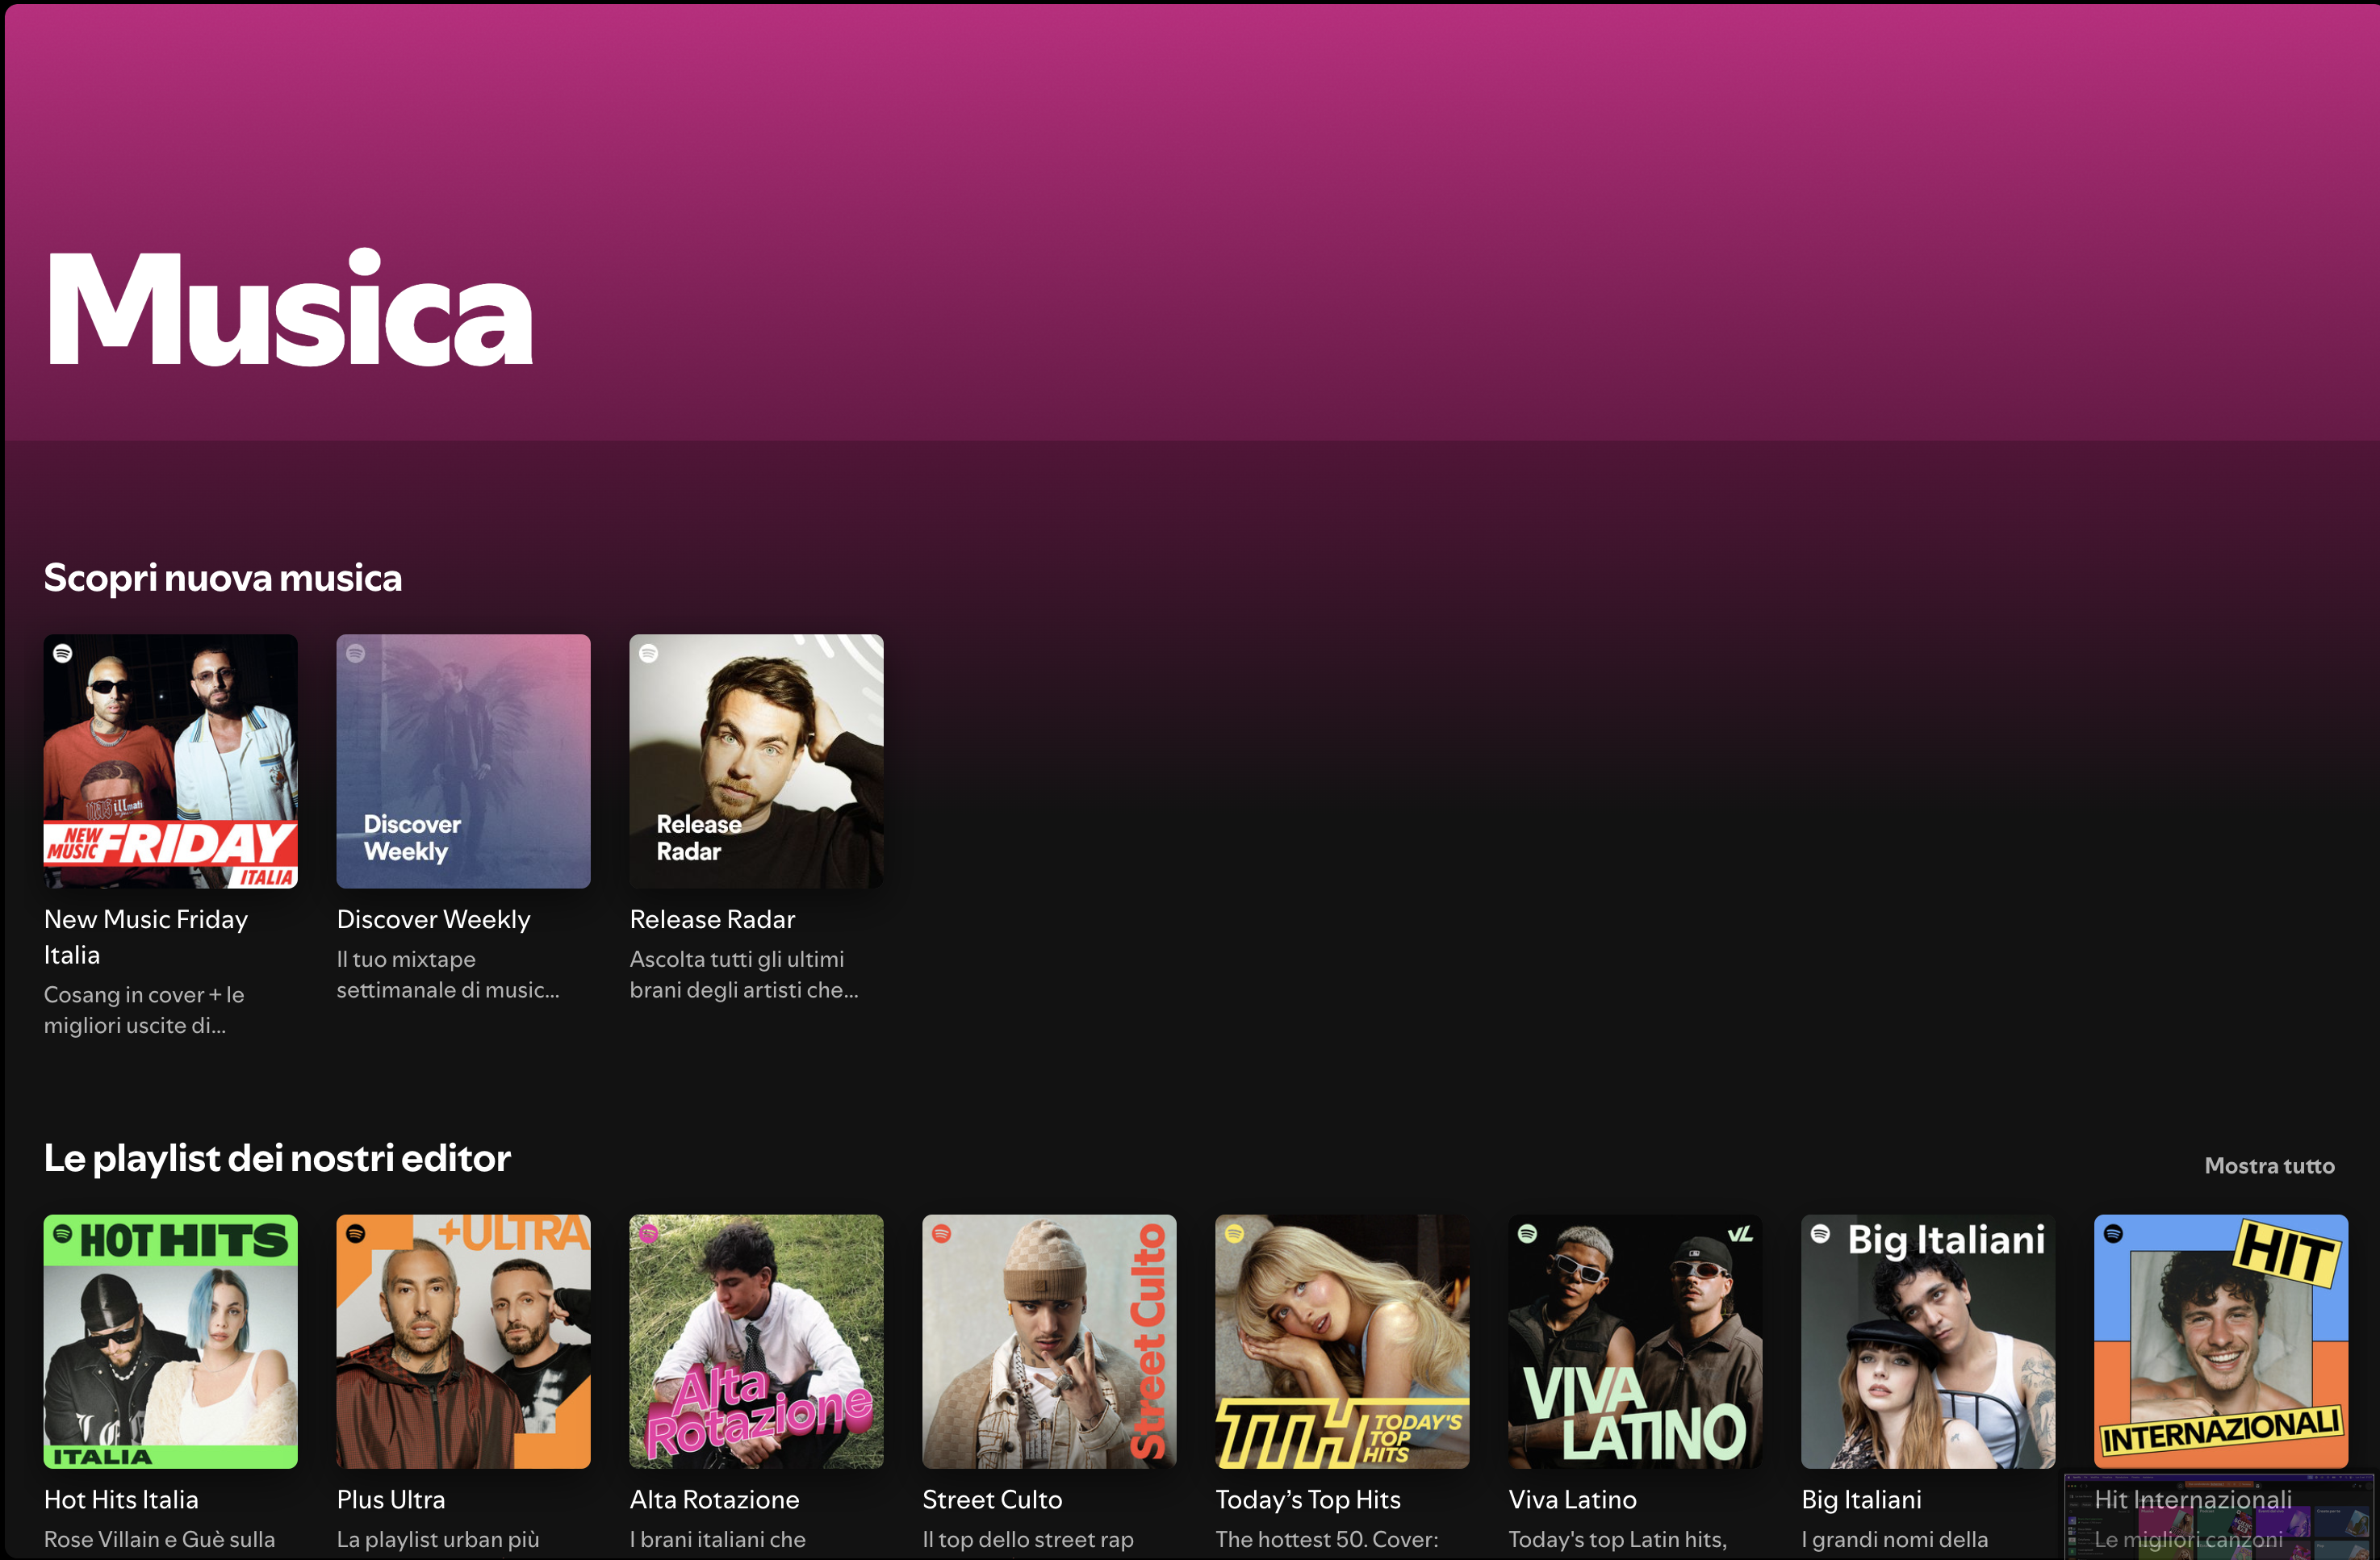 Musica
Scopri nuova musica
NEW MUSIC FRIDAY
ITALIA
Discover
Weekly
Release
Radar
New Music Friday
Italia
Cosang in cover + le
migliori uscite di...
Discover Weekly
Il tuo mixtape
settimanale di music...
Release Radar
Ascolta tutti gli ultimi
brani degli artisti che...
Le playlist dei nostri editor
Mostra tutto
HOT HITS
ITALIA
+ULTRA
Alta
Rotazione
Street Culto
TTH TODAY'S
TOP
HITS
VL
VIVA
LATINO
Big Italiani
HIT
INTERNAZIONALI
Hot Hits Italia
Rose Villain e Guè sulla
Plus Ultra
La playlist urban più
Alta Rotazione
I brani italiani che
Street Culto
Il top dello street rap
Today's Top Hits
The hottest 50. Cover:
Viva Latino
Today's top Latin hits,
Big Italiani
I grandi nomi della
Hit Internazionali
Le migliori canzoni